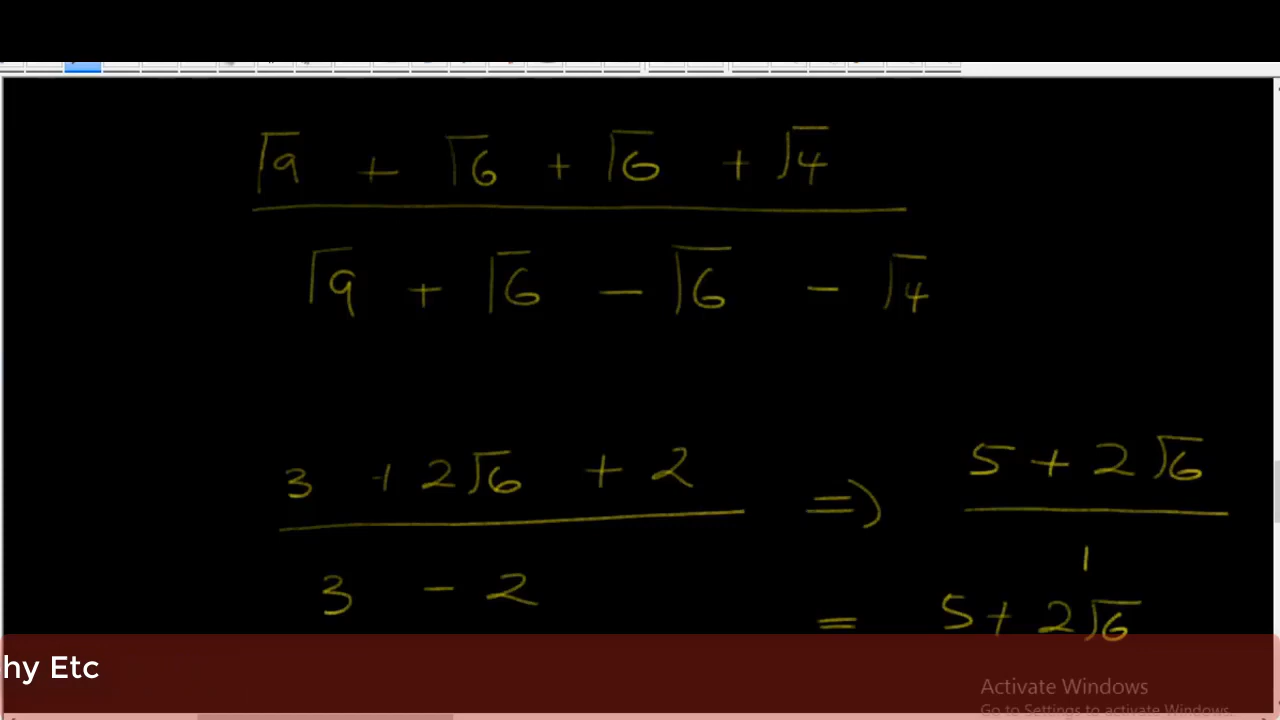 √9 + √6 + √6 + √4
√9 + √6 - √6 - √4
3 + 2√6 + 2 => 5 + 2√6
3 - 2 1
= 5 + 2√6
hy Etc
Activate Windows
Go to Settings to activate Windows.